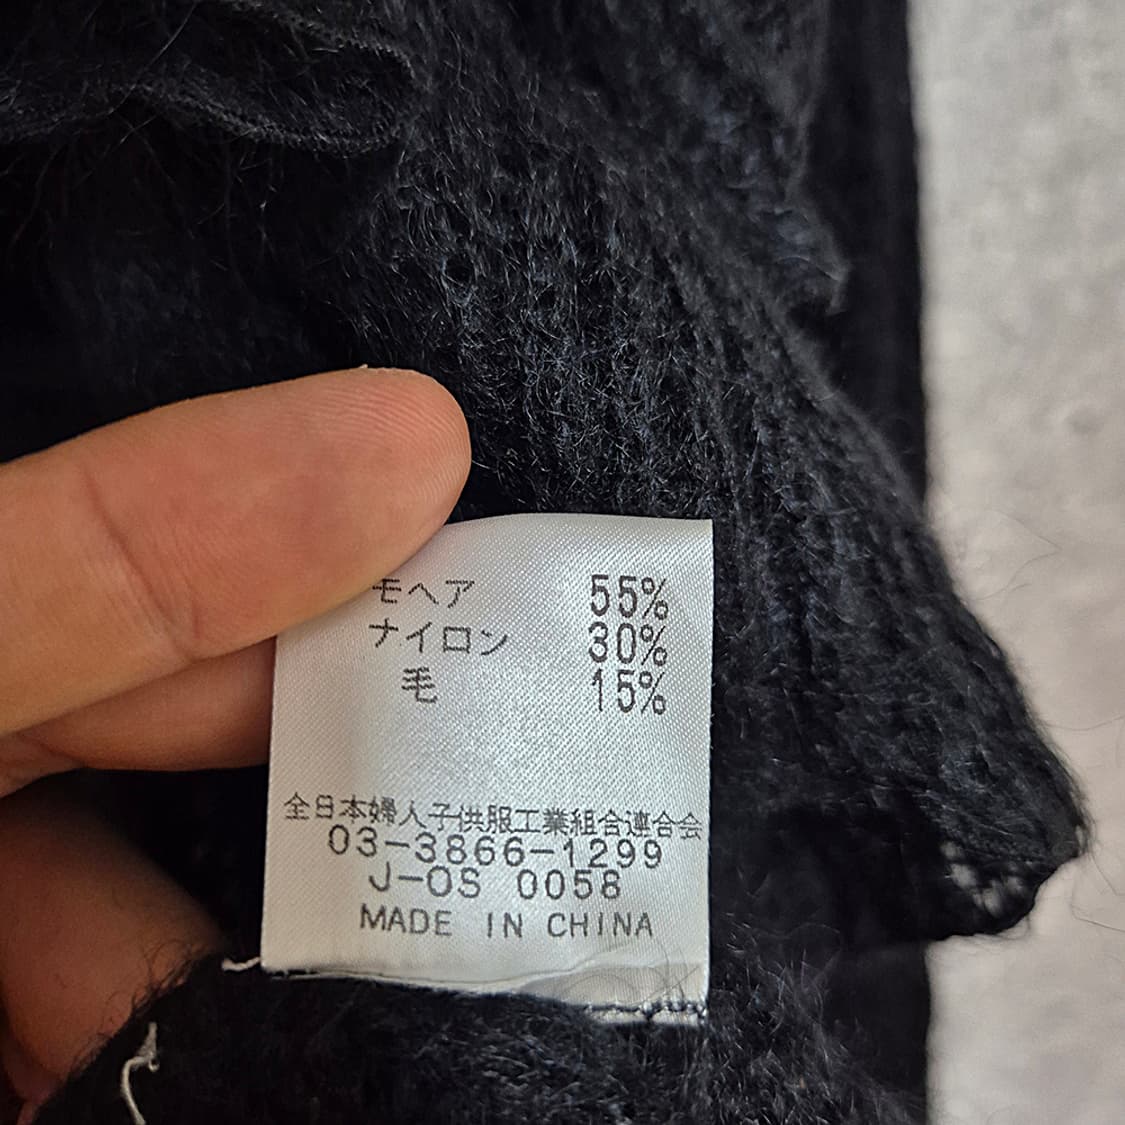 モヘア 55%
ナイロン 30%
毛 15%
全日本婦人子供服工業組合連合会
03-3866-1299
J-OS 0058
MADE IN CHINA